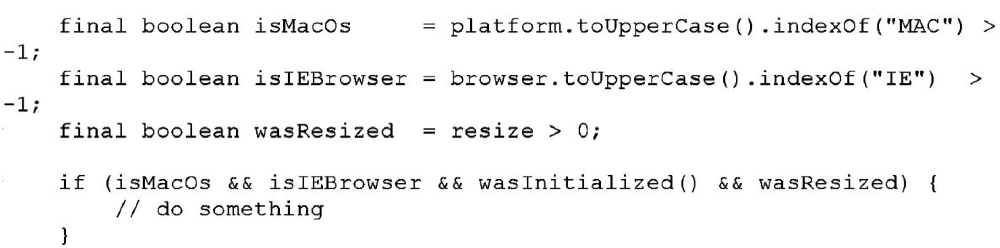 final boolean isMacOs     = platform.toUpperCase().indexOf("MAC") >
-1;
final boolean isIEBrowser = browser.toUpperCase().indexOf("IE")  >
-1;
final boolean wasResized  = resize > 0;
if (isMacOs && isIEBrowser && wasInitialized() && wasResized) {
// do something
}